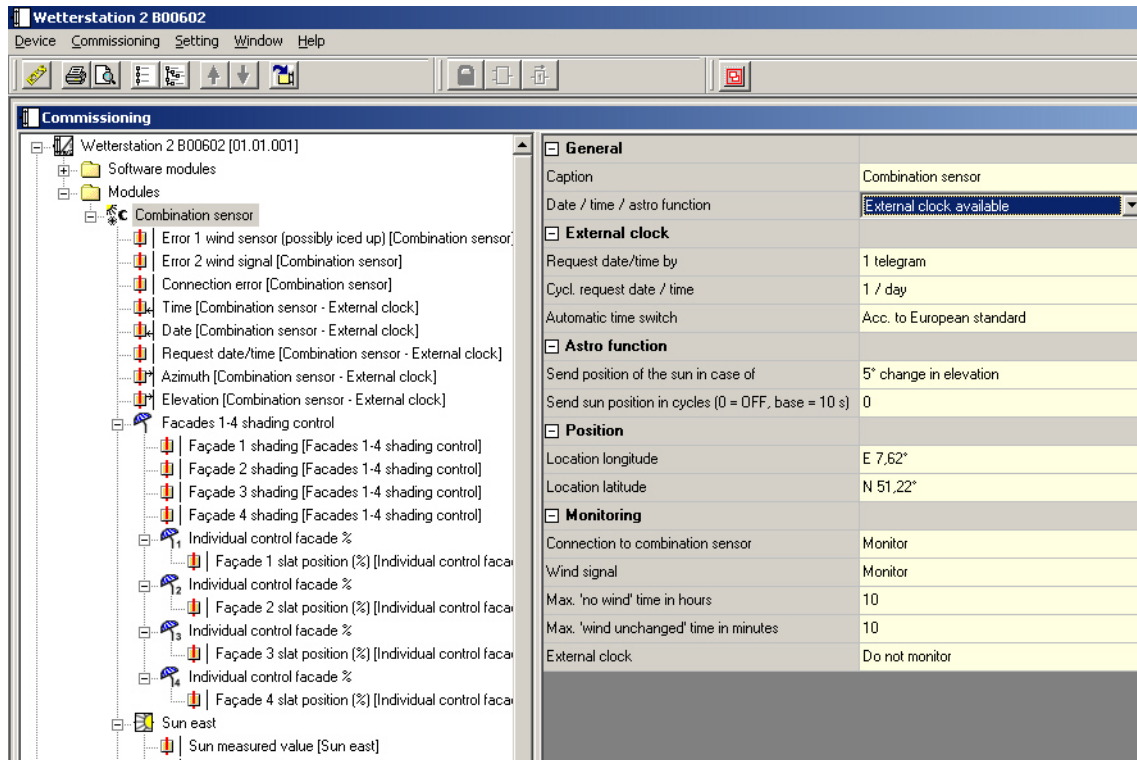 Wetterstation 2 B00602
Device Commissioning Setting Window Help
Commissioning
Wetterstation 2 B00602 [01.01.001]
Software modules
Modules
C Combination sensor
Error 1 wind sensor (possibly iced up) [Combination sensor]
Error 2 wind signal [Combination sensor]
Connection error [Combination sensor]
Time [Combination sensor - External clock]
Date [Combination sensor - External clock]
Request date/time [Combination sensor - External clock]
Azimuth [Combination sensor - External clock]
Elevation [Combination sensor - External clock]
Facades 1-4 shading control
Façade 1 shading [Facades 1-4 shading control]
Façade 2 shading [Facades 1-4 shading control]
Façade 3 shading [Facades 1-4 shading control]
Façade 4 shading [Facades 1-4 shading control]
1 Individual control facade %
Façade 1 slat position (%) [Individual control faca
2 Individual control facade %
Façade 2 slat position (%) [Individual control faca
3 Individual control facade %
Façade 3 slat position (%) [Individual control faca
4 Individual control facade %
Façade 4 slat position (%) [Individual control faca
Sun east
Sun measured value [Sun east]
General
Caption Combination sensor
Date / time / astro function External clock available
External clock
Request date/time by 1 telegram
Cycl. request date / time 1 / day
Automatic time switch Acc. to European standard
Astro function
Send position of the sun in case of 5° change in elevation
Send sun position in cycles (0 = OFF, base = 10 s) 0
Position
Location longitude E 7,62°
Location latitude N 51,22°
Monitoring
Connection to combination sensor Monitor
Wind signal Monitor
Max. 'no wind' time in hours 10
Max. 'wind unchanged' time in minutes 10
External clock Do not monitor